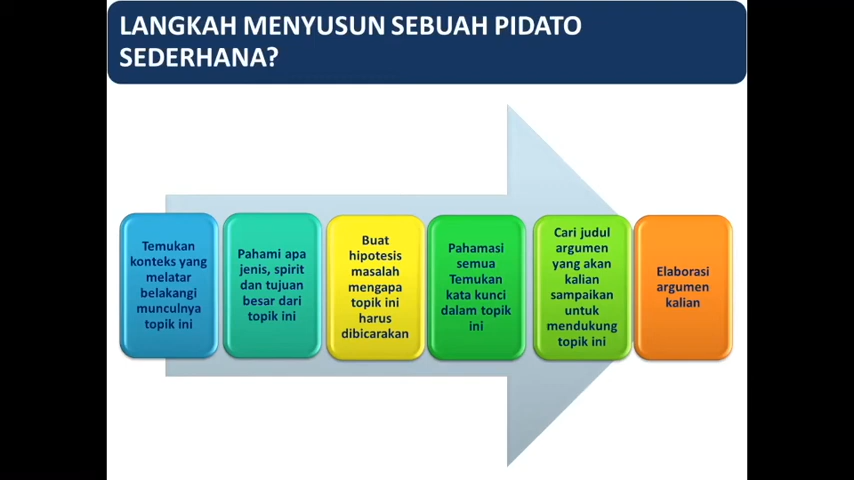 LANGKAH MENYUSUN SEBUAH PIDATO
SEDERHANA?
Temukan
konteks yang
melatar
belakangi
munculnya
topik ini
Pahami apa
jenis, spirit
dan tujuan
besar dari
topik ini
Buat
hipotesis
masalah
mengapa
topik ini
harus
dibicarakan
Pahamasi
semua
Temukan
kata kunci
dalam topik
ini
Cari judul
argumen
yang akan
kalian
sampaikan
untuk
mendukung
topik ini
Elaborasi
argumen
kalian